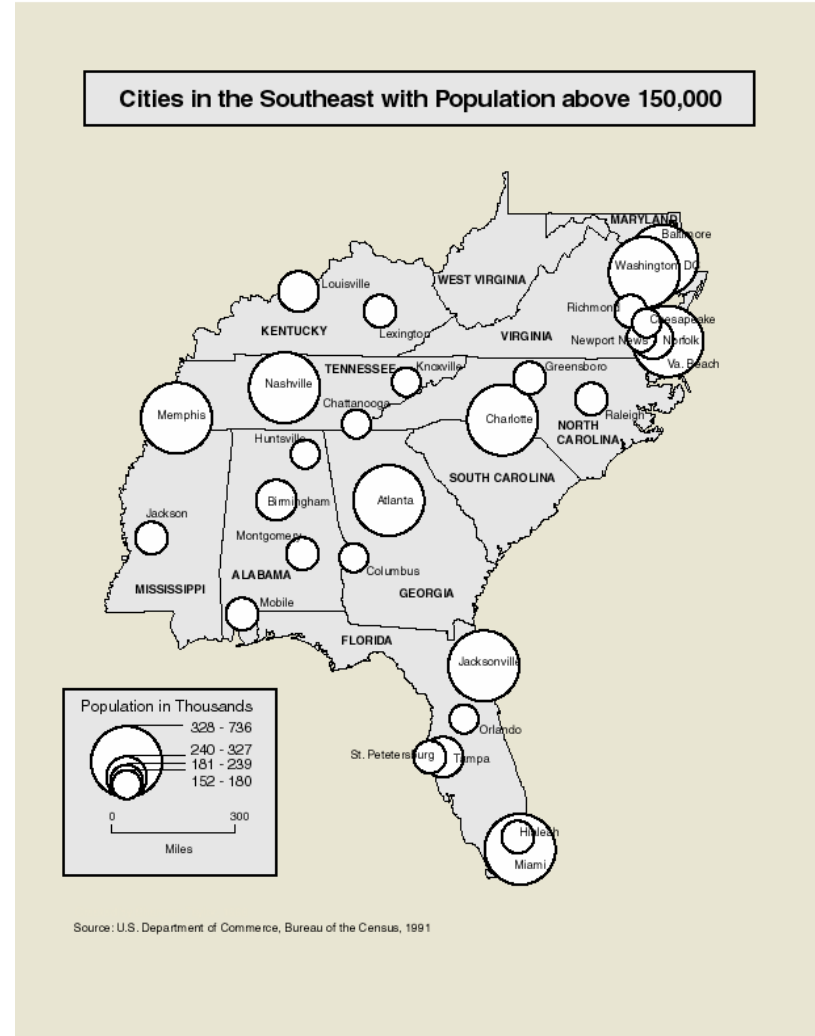 Cities in the Southeast with Population above 150,000
MARYLAND
Baltimore
Washington DC
WEST VIRGINIA
Louisville
Richmond
Chesapeake
Lexington
KENTUCKY
VIRGINIA
Newport News
Norfolk
Va. Beach
TENNESSEE
Knoxville
Greensboro
Nashville
Chattanooga
Memphis
Charlotte
Raleigh
NORTH
CAROLINA
Huntsville
SOUTH CAROLINA
Birmingham
Atlanta
Jackson
Montgomery
Columbus
ALABAMA
MISSISSIPPI
GEORGIA
Mobile
FLORIDA
Jacksonville
Orlando
St. Petetersburg
Tampa
Hialeah
Miami
Population in Thousands
328 - 736
240 - 327
181 - 239
152 - 180
0 300
Miles
Source: U.S. Department of Commerce, Bureau of the Census, 1991